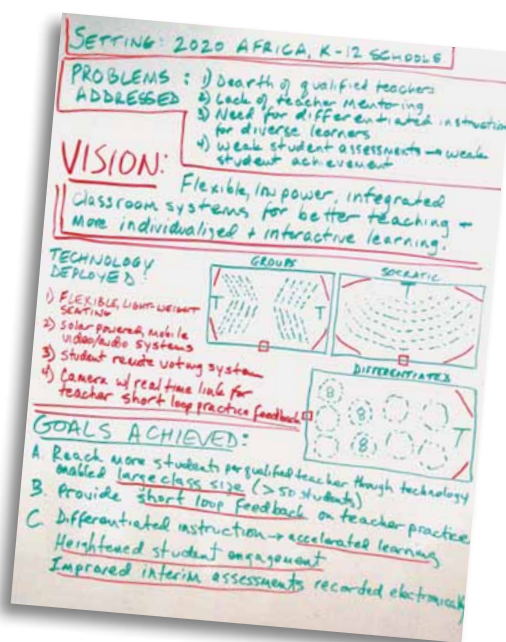 SETTING: 2020 AFRICA, K-12 SCHOOLS
PROBLEMS ADDRESSED:
1) Dearth of qualified teachers
2) Lack of teacher mentoring
3) Need for differentiated instruction
for diverse learners
4) Weak student assessments → weak
student achievement
VISION:
Flexible, low power, integrated
classroom systems for better teaching +
more individualized + interactive learning.
TECHNOLOGY
DEPLOYED:
1) FLEXIBLE, LIGHT-WEIGHT
SEATING
2) Solar powered, mobile
video/audio systems
3) Student remote voting system
4) Camera w/ real time link for
teacher short loop practice feedback
GROUPS
T
T
SOCRATIC
T
DIFFERENTIATED
8
8
8
8
T
GOALS ACHIEVED:
A. Reach more students per qualified teacher though technology
enabled large class size (> 50 students)
B. Provide short loop feedback on teacher practice
C. Differentiated instruction → accelerated learning
Heightened student engagement
Improved interim assessments recorded electronically